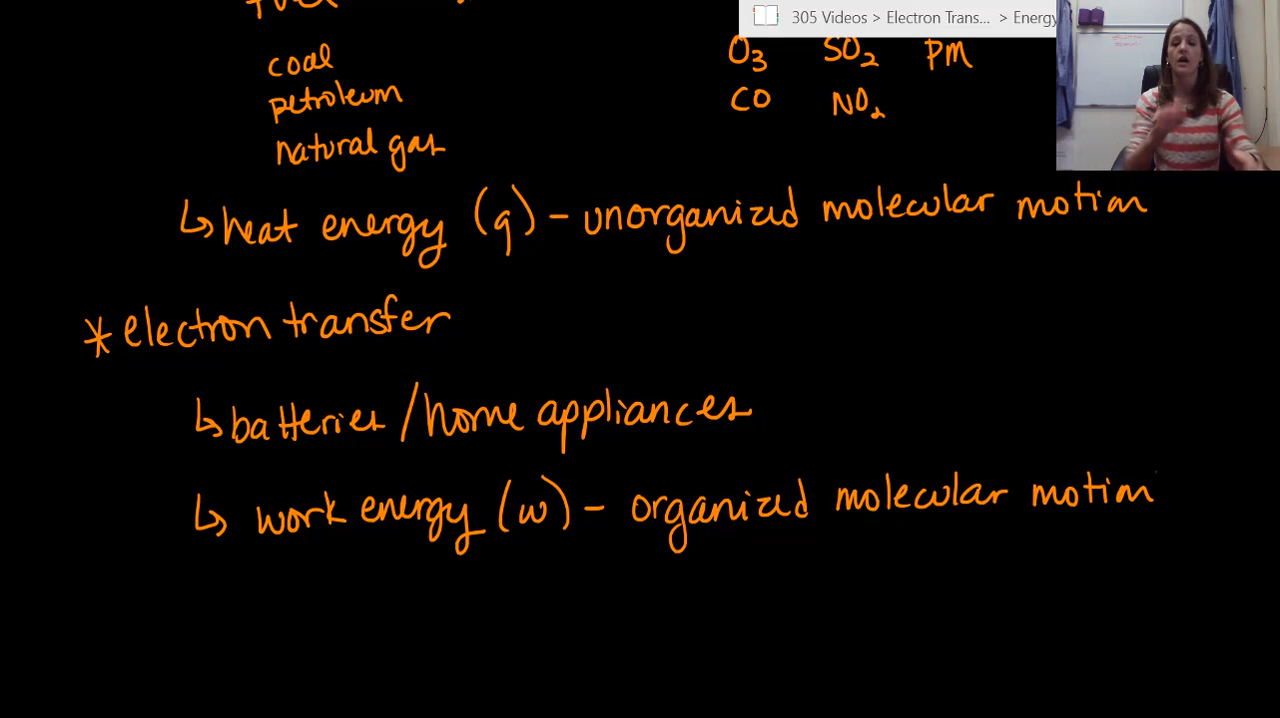 305 Videos > Electron Trans... > Energy
fuel
coal
O3 SO2 PM
petroleum
CO NO2
natural gas
↳ heat energy (q) – unorganized molecular motion
* electron transfer
↳ batteries / home appliances
↳ work energy (w) – organized molecular motion